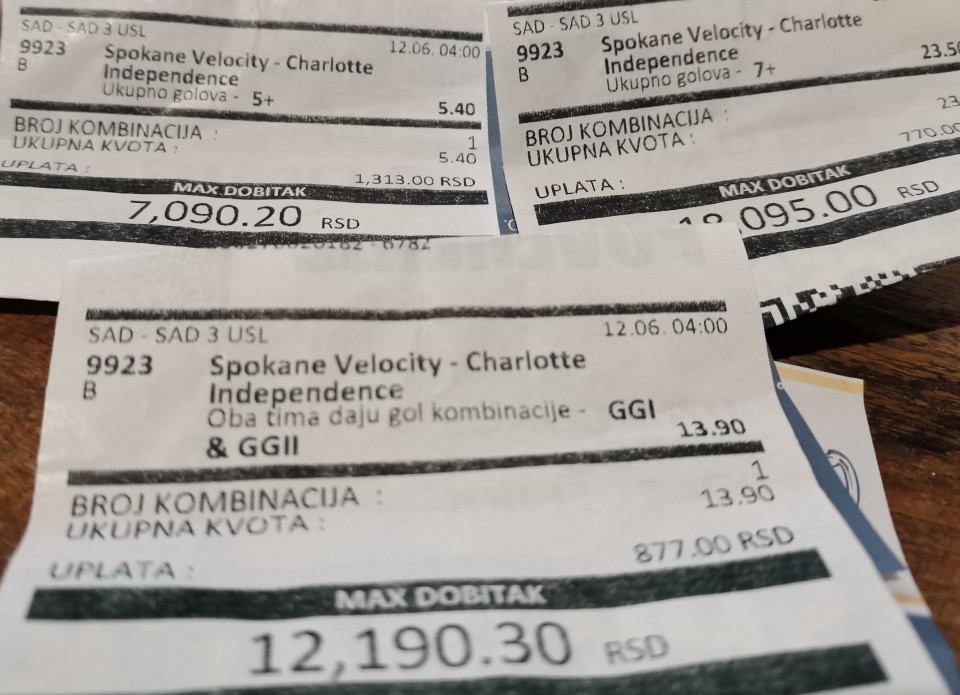 SAD - SAD 3 USL
12.06. 04:00
9923 Spokane Velocity - Charlotte
B Independence
Ukupno golova - 5+
5.40
BROJ KOMBINACIJA : 1
UKUPNA KVOTA : 5.40
UPLATA : 1,313.00 RSD
MAX DOBITAK
7,090.20 RSD
SAD - SAD 3 USL
9923 Spokane Velocity - Charlotte
B Independence
Ukupno golova - 7+
BROJ KOMBINACIJA :
UKUPNA KVOTA :
770.00
UPLATA :
MAX DOBITAK
095.00 RSD
SAD - SAD 3 USL 12.06. 04:00
9923 Spokane Velocity - Charlotte
B Independence
Oba tima daju gol kombinacije - GGI
& GGII 13.90
BROJ KOMBINACIJA : 1
UKUPNA KVOTA : 13.90
UPLATA : 877.00 RSD
MAX DOBITAK
12,190.30 RSD